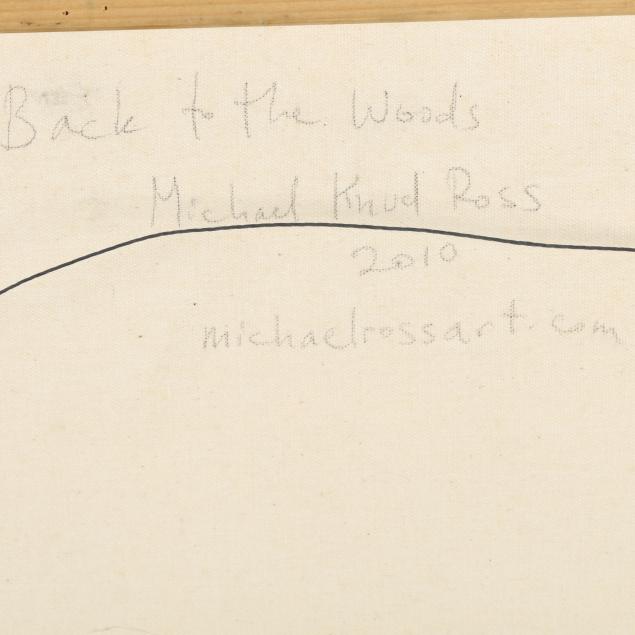 Back to the Woods
Michael Knud Ross
2010
michaelrossart.com